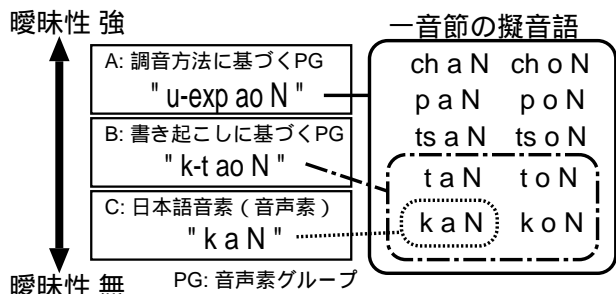 曖昧性 強
一音節の擬音語
A: 調音方法に基づくPG
" u-exp ao N "
B: 書き起こしに基づくPG
" k-t ao N "
C: 日本語音素（音声素）
" k a N "
ch a N ch o N
p a N p o N
ts a N ts o N
t a N t o N
k a N k o N
曖昧性 無
PG: 音声素グループ